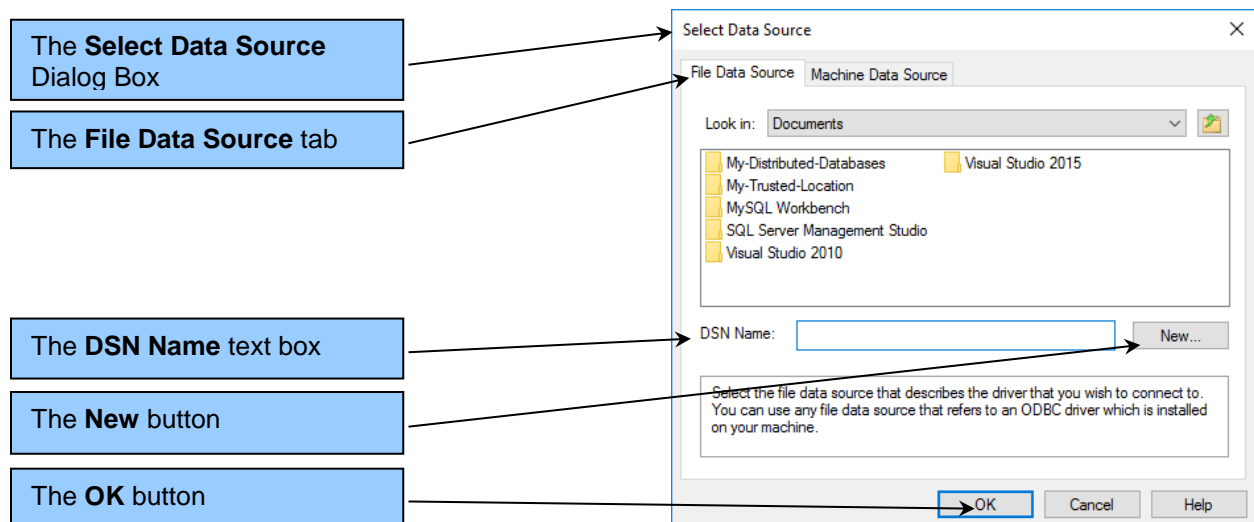 The Select Data Source
Dialog Box
The File Data Source tab
The DSN Name text box
The New button
The OK button
Select Data Source
File Data Source
Machine Data Source
Look in:
Documents
My-Distributed-Databases
My-Trusted-Location
MySQL Workbench
SQL Server Management Studio
Visual Studio 2010
Visual Studio 2015
DSN Name:
New...
Select the file data source that describes the driver that you wish to connect to.
You can use any file data source that refers to an ODBC driver which is installed
on your machine.
OK
Cancel
Help